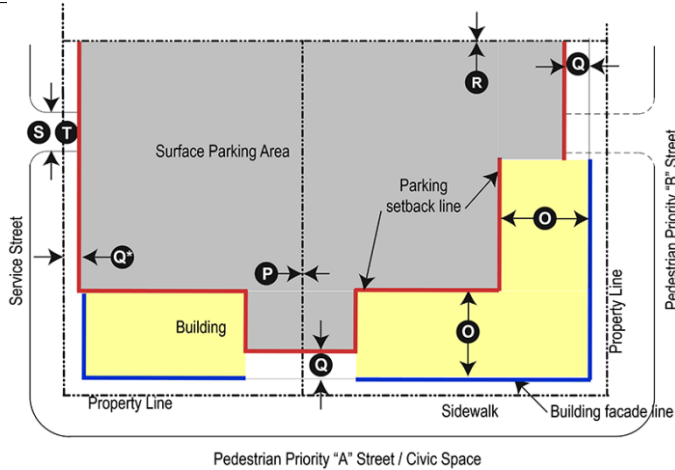 R
Q
S T
Surface Parking Area
Parking
setback line
O
Q*
P
Service Street
Pedestrian Priority "B" Street
Property Line
Building
O
Q
Property Line
Sidewalk
Building facade line
Pedestrian Priority "A" Street / Civic Space